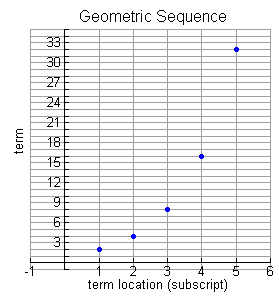 Geometric Sequence
33
30
27
24
21
18
15
12
9
6
3
term
-1 1 2 3 4 5 6
term location (subscript)